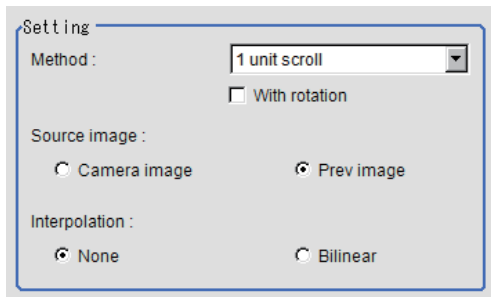 Setting
Method :
1 unit scroll
With rotation
Source image :
Camera image
Prev image
Interpolation :
None
Bilinear